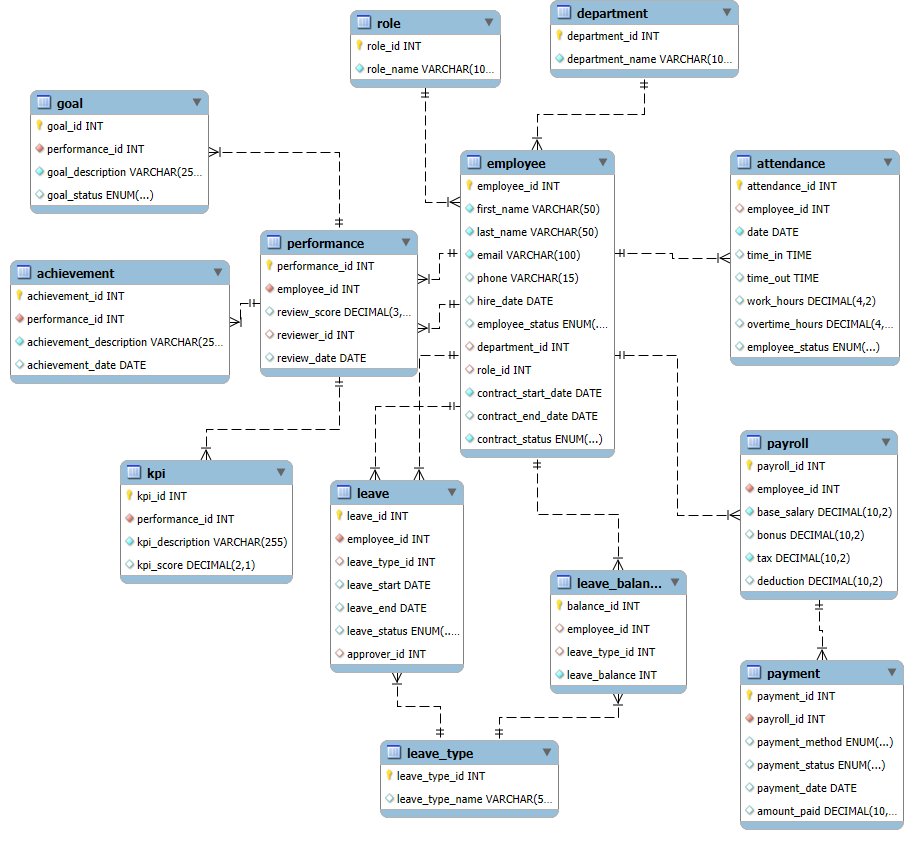 role
role_id INT
role_name VARCHAR(10...
department
department_id INT
department_name VARCHAR(10...
goal
goal_id INT
performance_id INT
goal_description VARCHAR(25...
goal_status ENUM(...)
employee
employee_id INT
first_name VARCHAR(50)
last_name VARCHAR(50)
email VARCHAR(100)
phone VARCHAR(15)
hire_date DATE
employee_status ENUM(...
department_id INT
role_id INT
contract_start_date DATE
contract_end_date DATE
contract_status ENUM(...)
attendance
attendance_id INT
employee_id INT
date DATE
time_in TIME
time_out TIME
work_hours DECIMAL(4,2)
overtime_hours DECIMAL(4,...
employee_status ENUM(...)
performance
performance_id INT
employee_id INT
review_score DECIMAL(3,...
reviewer_id INT
review_date DATE
achievement
achievement_id INT
performance_id INT
achievement_description VARCHAR(25...
achievement_date DATE
kpi
kpi_id INT
performance_id INT
kpi_description VARCHAR(255)
kpi_score DECIMAL(2,1)
leave
leave_id INT
employee_id INT
leave_type_id INT
leave_start DATE
leave_end DATE
leave_status ENUM(...
approver_id INT
leave_balan...
balance_id INT
employee_id INT
leave_type_id INT
leave_balance INT
payroll
payroll_id INT
employee_id INT
base_salary DECIMAL(10,2)
bonus DECIMAL(10,2)
tax DECIMAL(10,2)
deduction DECIMAL(10,2)
payment
payment_id INT
payroll_id INT
payment_method ENUM(...)
payment_status ENUM(...)
payment_date DATE
amount_paid DECIMAL(10,...
leave_type
leave_type_id INT
leave_type_name VARCHAR(5...